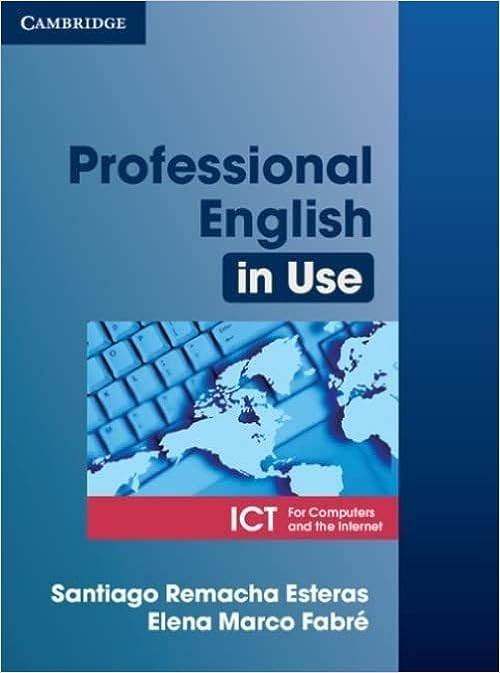 CAMBRIDGE
Professional
English
in Use
ICT
For Computers
and the Internet
Santiago Remacha Esteras
Elena Marco Fabré